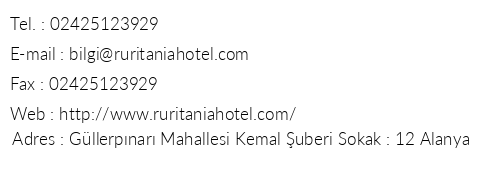 Tel. : 02425123929
E-mail : bilgi@ruritaniahotel.com
Fax : 02425123929
Web : http://www.ruritaniahotel.com/
Adres : Güllerpınarı Mahallesi Kemal Şuberi Sokak : 12 Alanya